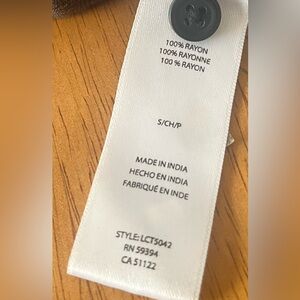 100% RAYON
100% RAYONNE
100 % RAYON
S/CH/P
MADE IN INDIA
HECHO EN INDIA
FABRIQUÉ EN INDE
STYLE: LCT5042
RN 59394
CA 51122